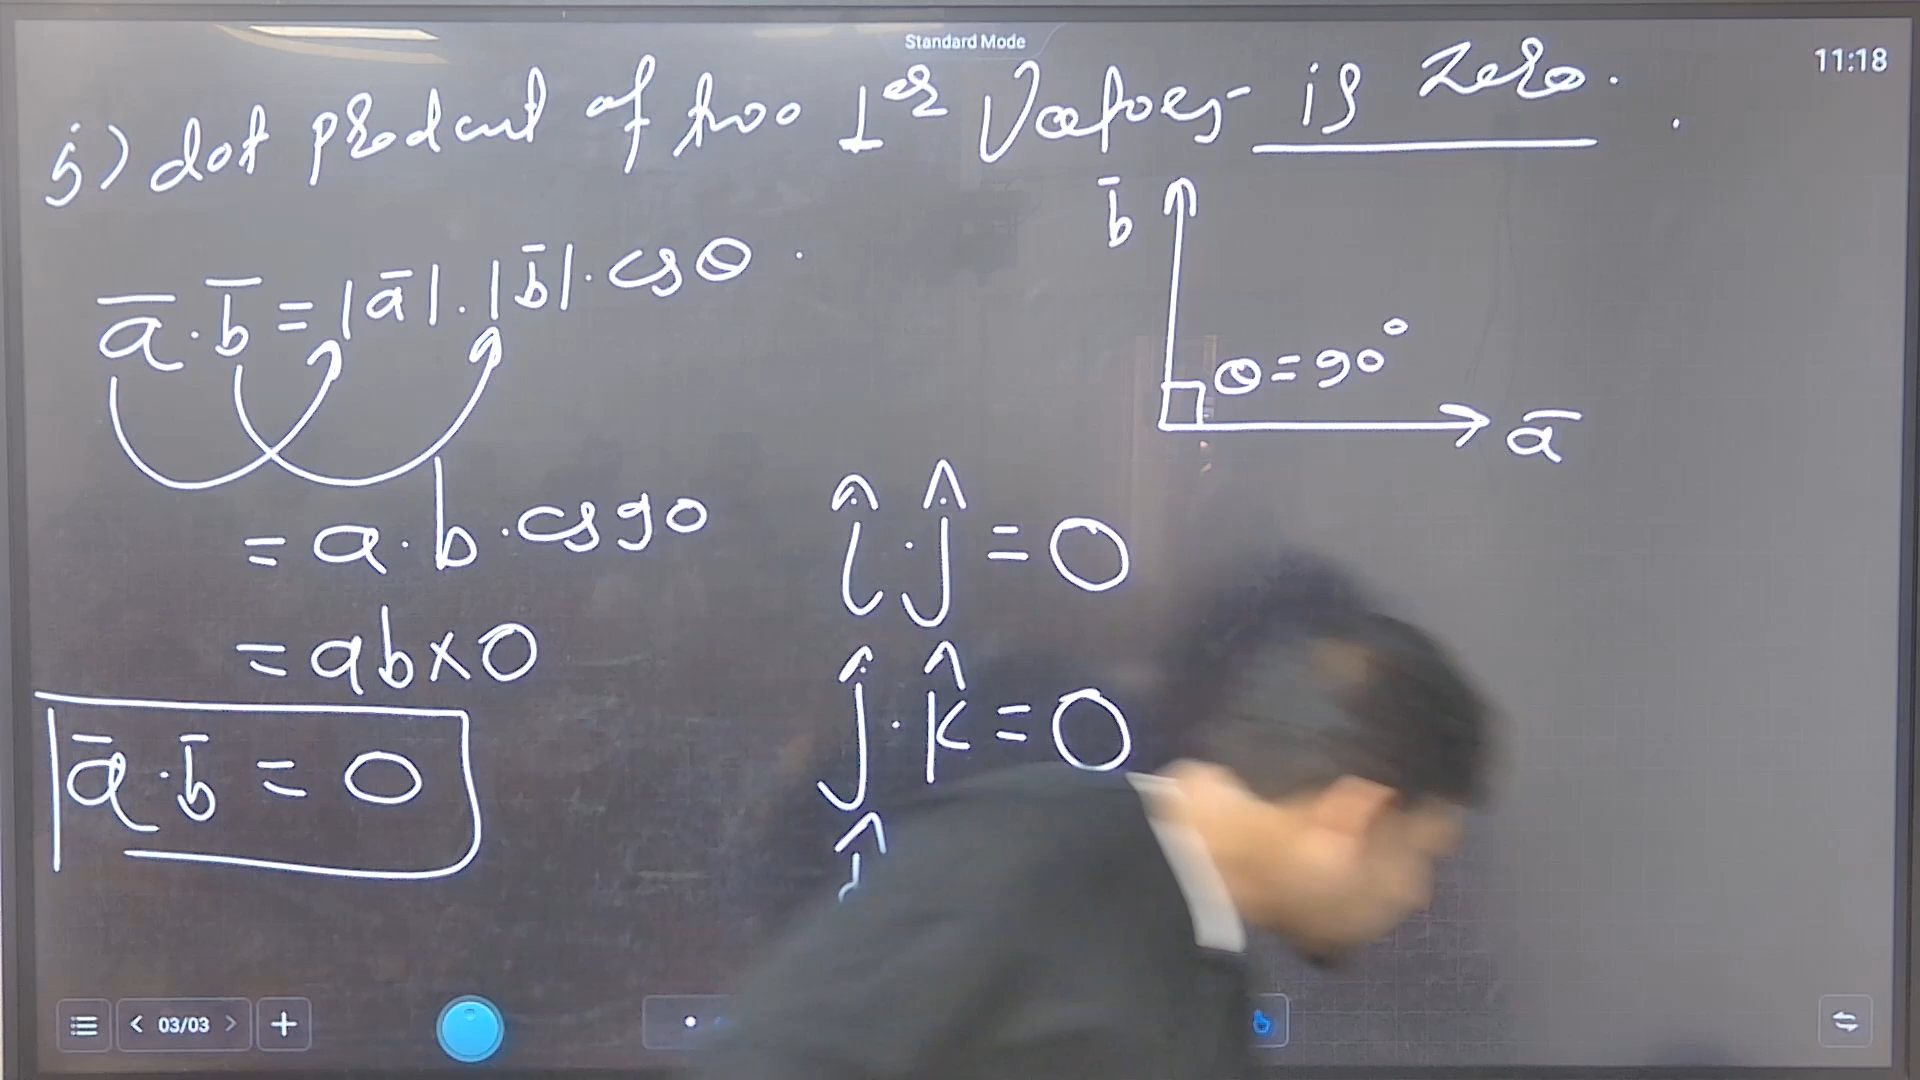 Standard Mode
11:18
5) dot product of two ⊥er Vectors is zero.
b̄
a̅ . b̅ = |ā| . |b̄| . cosθ .
θ = 90°
ā
= a . b . cos90
î . ĵ = 0
= ab × 0
ĵ . k̂ = 0
ā . b̄ = 0
03/03